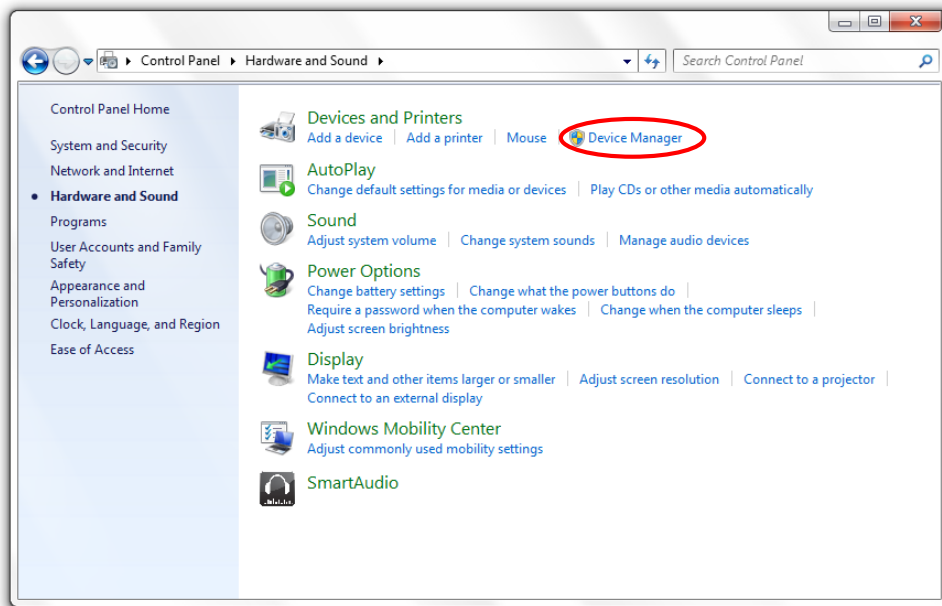 Control Panel Hardware and Sound Search Control Panel
Control Panel Home
System and Security
Network and Internet
Hardware and Sound
Programs
User Accounts and Family
Safety
Appearance and
Personalization
Clock, Language, and Region
Ease of Access
Devices and Printers
Add a device Add a printer Mouse Device Manager
AutoPlay
Change default settings for media or devices Play CDs or other media automatically
Sound
Adjust system volume Change system sounds Manage audio devices
Power Options
Change battery settings Change what the power buttons do
Require a password when the computer wakes Change when the computer sleeps
Adjust screen brightness
Display
Make text and other items larger or smaller Adjust screen resolution Connect to a projector
Connect to an external display
Windows Mobility Center
Adjust commonly used mobility settings
SmartAudio